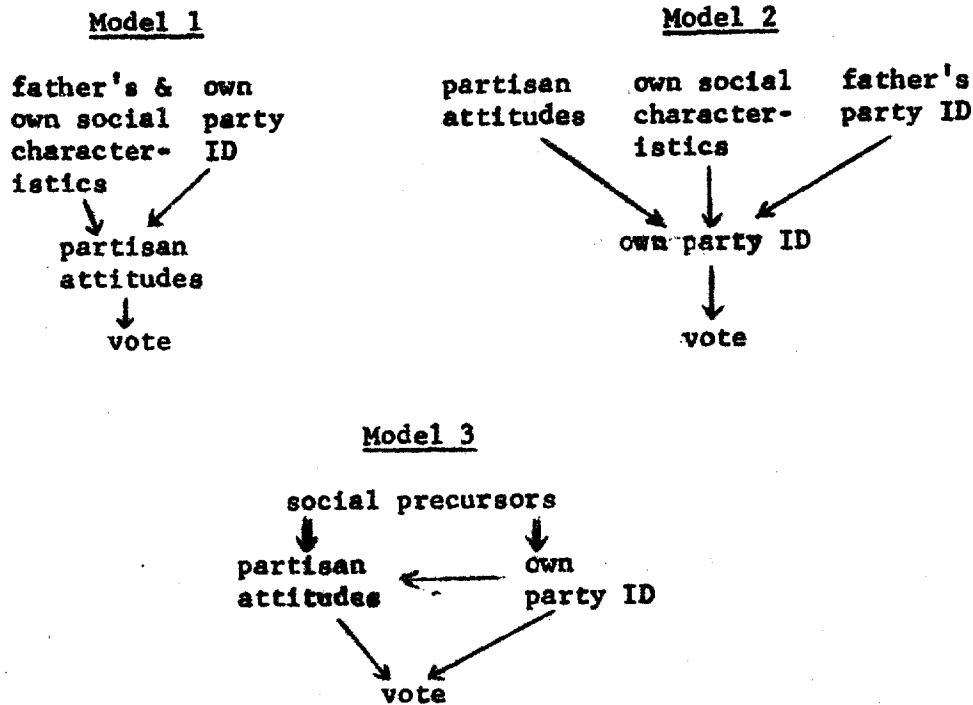 Model 1
father's & own
own social party
character- ID
istics
partisan
attitudes
vote
Model 2
partisan own social father's
attitudes character- party ID
istics
own party ID
vote
Model 3
social precursors
partisan own
attitudes party ID
vote